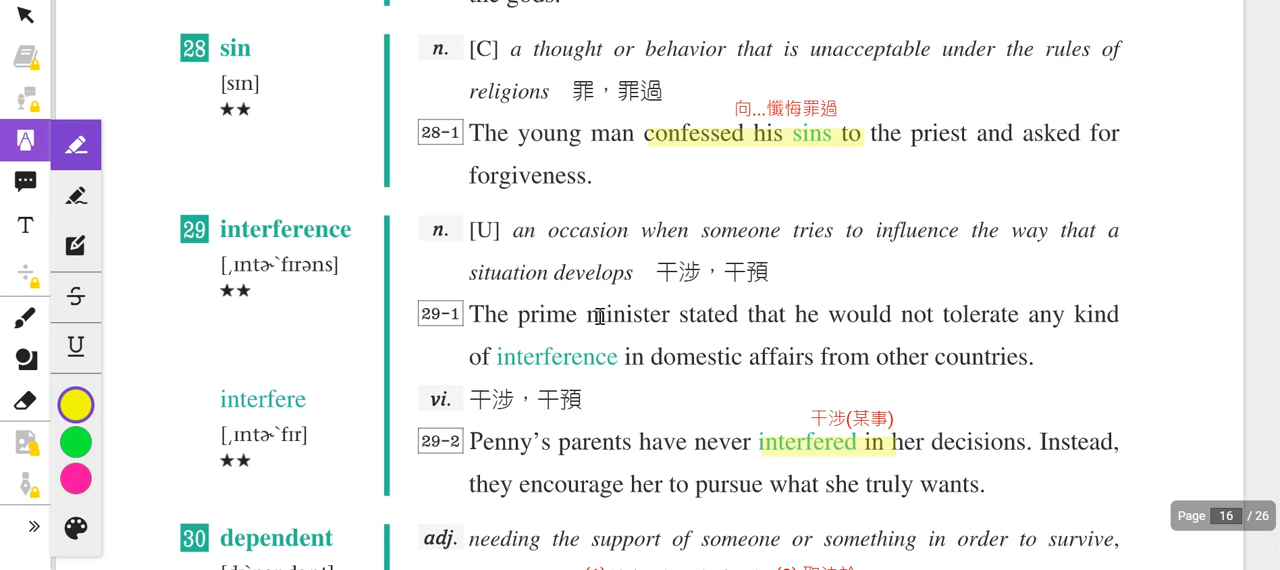 the gods.
28 sin n. [C] a thought or behavior that is unacceptable under the rules of
[sɪn] religions 罪,罪過
★★
向...懺悔罪過
28-1 The young man confessed his sins to the priest and asked for
forgiveness.
29 interference n. [U] an occasion when someone tries to influence the way that a
[͵ɪntɚˋfɪrəns] situation develops 干涉,干預
★★
29-1 The prime minister stated that he would not tolerate any kind
of interference in domestic affairs from other countries.
interfere vi. 干涉,干預
[͵ɪntɚˋfɪr]
干涉(某事)
29-2 Penny's parents have never interfered in her decisions. Instead,
★★
they encourage her to pursue what she truly wants.
Page 16 / 26
30 dependent adj. needing the support of someone or something in order to survive,
A
T
S
U